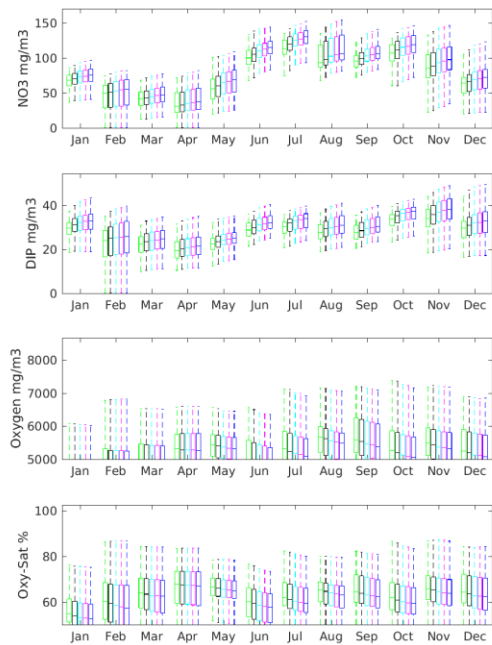 NO3 mg/m3
150
100
50
0
Jan Feb Mar Apr May Jun Jul Aug Sep Oct Nov Dec
DIP mg/m3
40
20
0
Jan Feb Mar Apr May Jun Jul Aug Sep Oct Nov Dec
Oxygen mg/m3
8000
7000
6000
5000
Jan Feb Mar Apr May Jun Jul Aug Sep Oct Nov Dec
Oxy-Sat %
100
80
60
Jan Feb Mar Apr May Jun Jul Aug Sep Oct Nov Dec